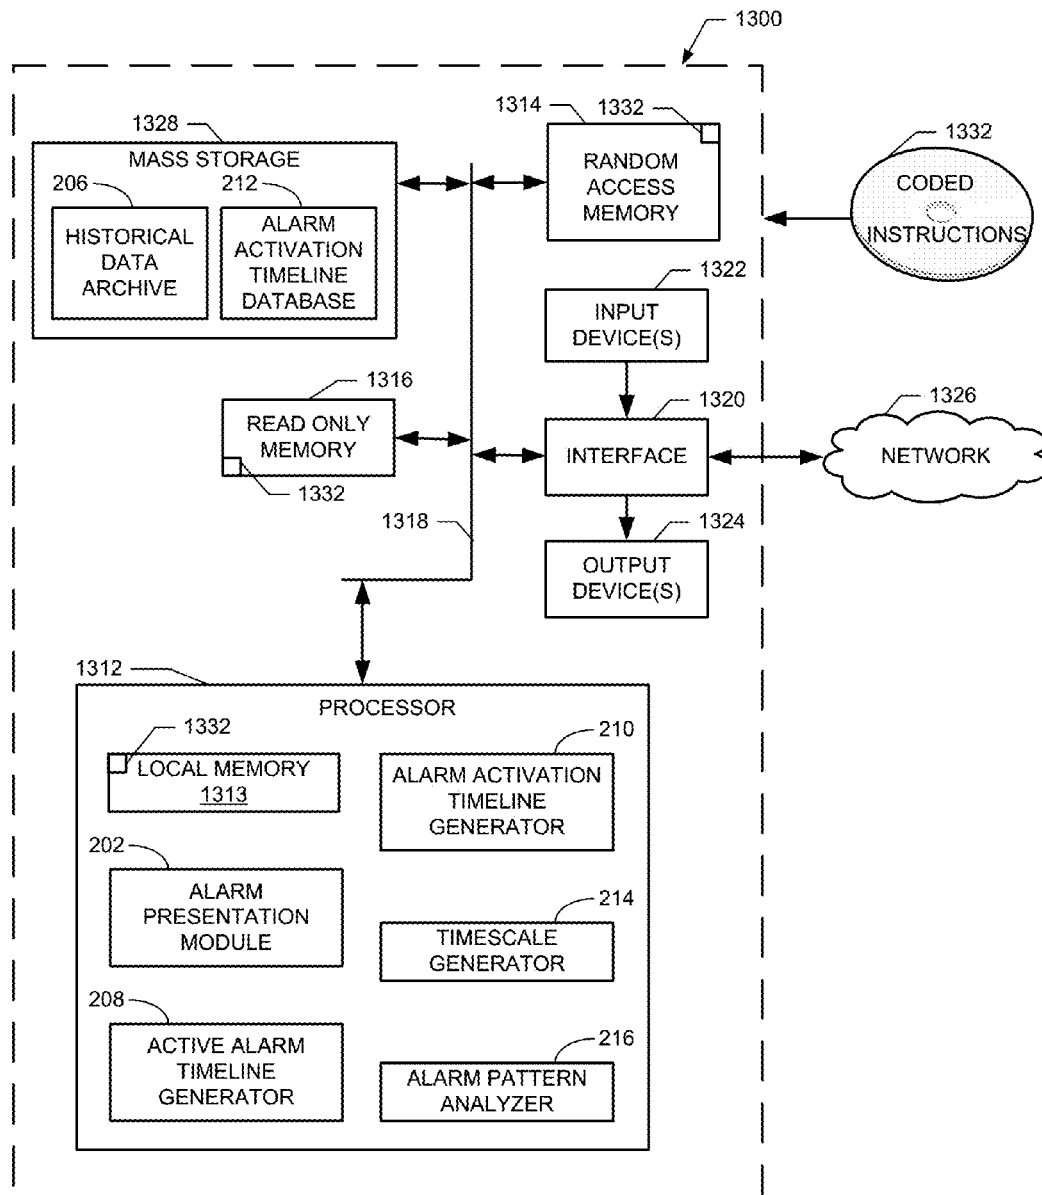 1300
1328
MASS STORAGE
206
HISTORICAL
DATA
ARCHIVE
212
ALARM
ACTIVATION
TIMELINE
DATABASE
1314
1332
RANDOM
ACCESS
MEMORY
1332
CODED
INSTRUCTIONS
1322
INPUT
DEVICE(S)
1316
READ ONLY
MEMORY
1332
1320
INTERFACE
1326
NETWORK
1318
1324
OUTPUT
DEVICE(S)
1312
PROCESSOR
1332
LOCAL MEMORY
1313
210
ALARM ACTIVATION
TIMELINE
GENERATOR
202
ALARM
PRESENTATION
MODULE
214
TIMESCALE
GENERATOR
208
ACTIVE ALARM
TIMELINE
GENERATOR
216
ALARM PATTERN
ANALYZER